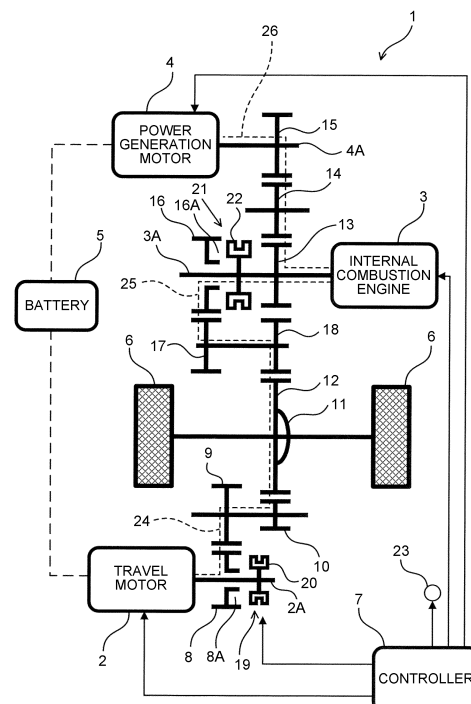 1
26
4
POWER
GENERATION
MOTOR
15
4A
14
21
16
16A
22
13
3
3A
5
INTERNAL
COMBUSTION
ENGINE
BATTERY
25
18
17
6
12
6
11
9
24
10
TRAVEL
MOTOR
20
23
2A
7
2
8
8A
19
CONTROLLER